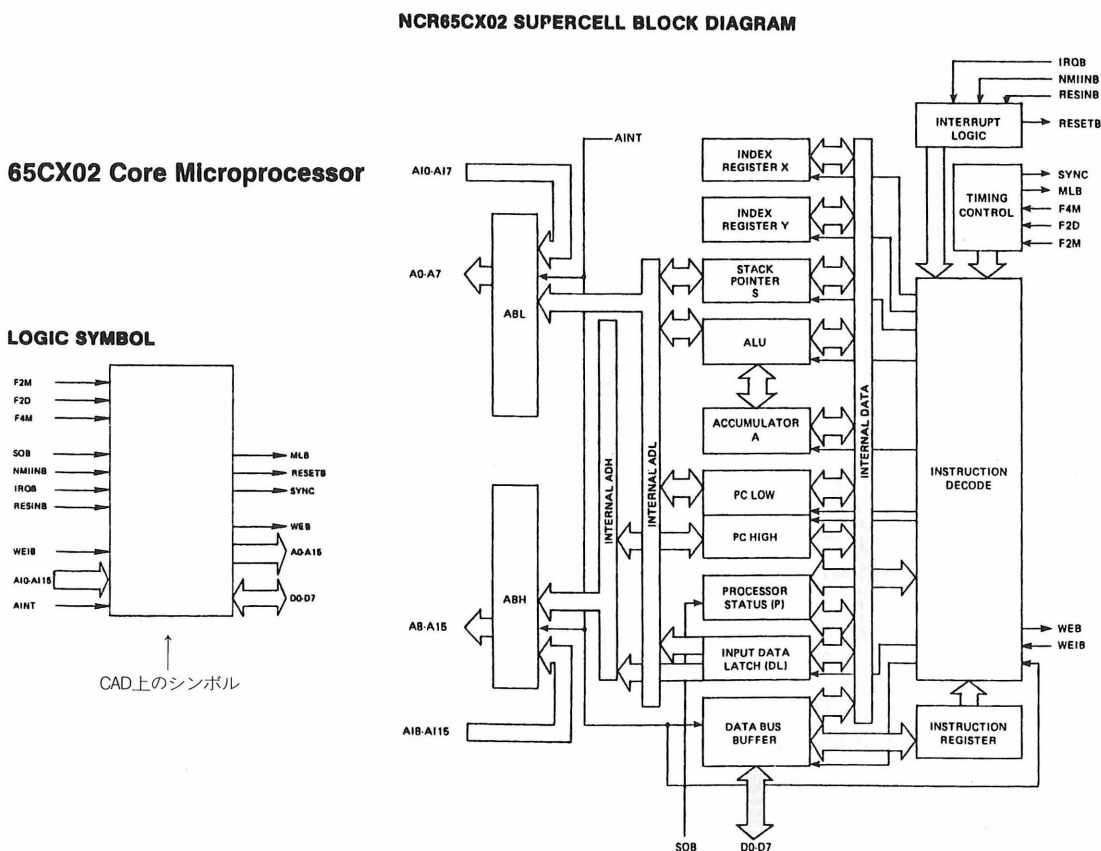 NCR65CX02 SUPERCELL BLOCK DIAGRAM
65CX02 Core Microprocessor
LOGIC SYMBOL
F2M
F2D
F4M
SOB
NMIINB
IRQB
RESINB
WEIB
AI0-AI15
AINT
MLB
RESETB
SYNC
WEB
A0-A15
D0-D7
CAD上のシンボル
AINT
AI0-AI7
A0-A7
ABL
A8-A15
ABH
AI8-AI15
INTERNAL ADH
INTERNAL ADL
INDEX
REGISTER X
INDEX
REGISTER Y
STACK
POINTER
S
ALU
ACCUMULATOR
A
PC LOW
PC HIGH
PROCESSOR
STATUS (P)
INPUT DATA
LATCH (DL)
DATA BUS
BUFFER
INTERNAL DATA
SOB
D0-D7
INTERRUPT
LOGIC
IRQB
NMIINB
RESINB
RESETB
TIMING
CONTROL
SYNC
MLB
F4M
F2D
F2M
INSTRUCTION
DECODE
WEB
WEIB
INSTRUCTION
REGISTER